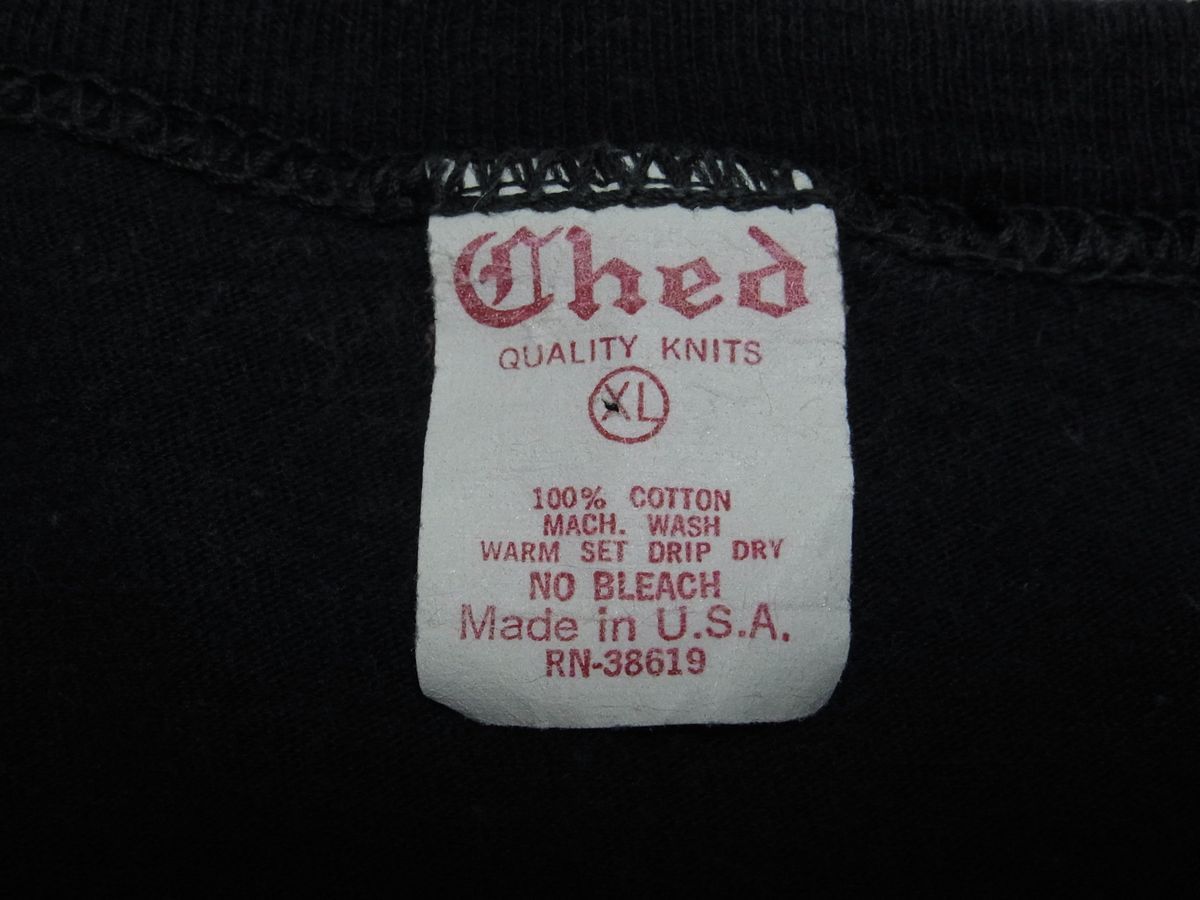 Ched
QUALITY KNITS
XL
100% COTTON
MACH. WASH
WARM SET DRIP DRY
NO BLEACH
Made in U.S.A.
RN-38619